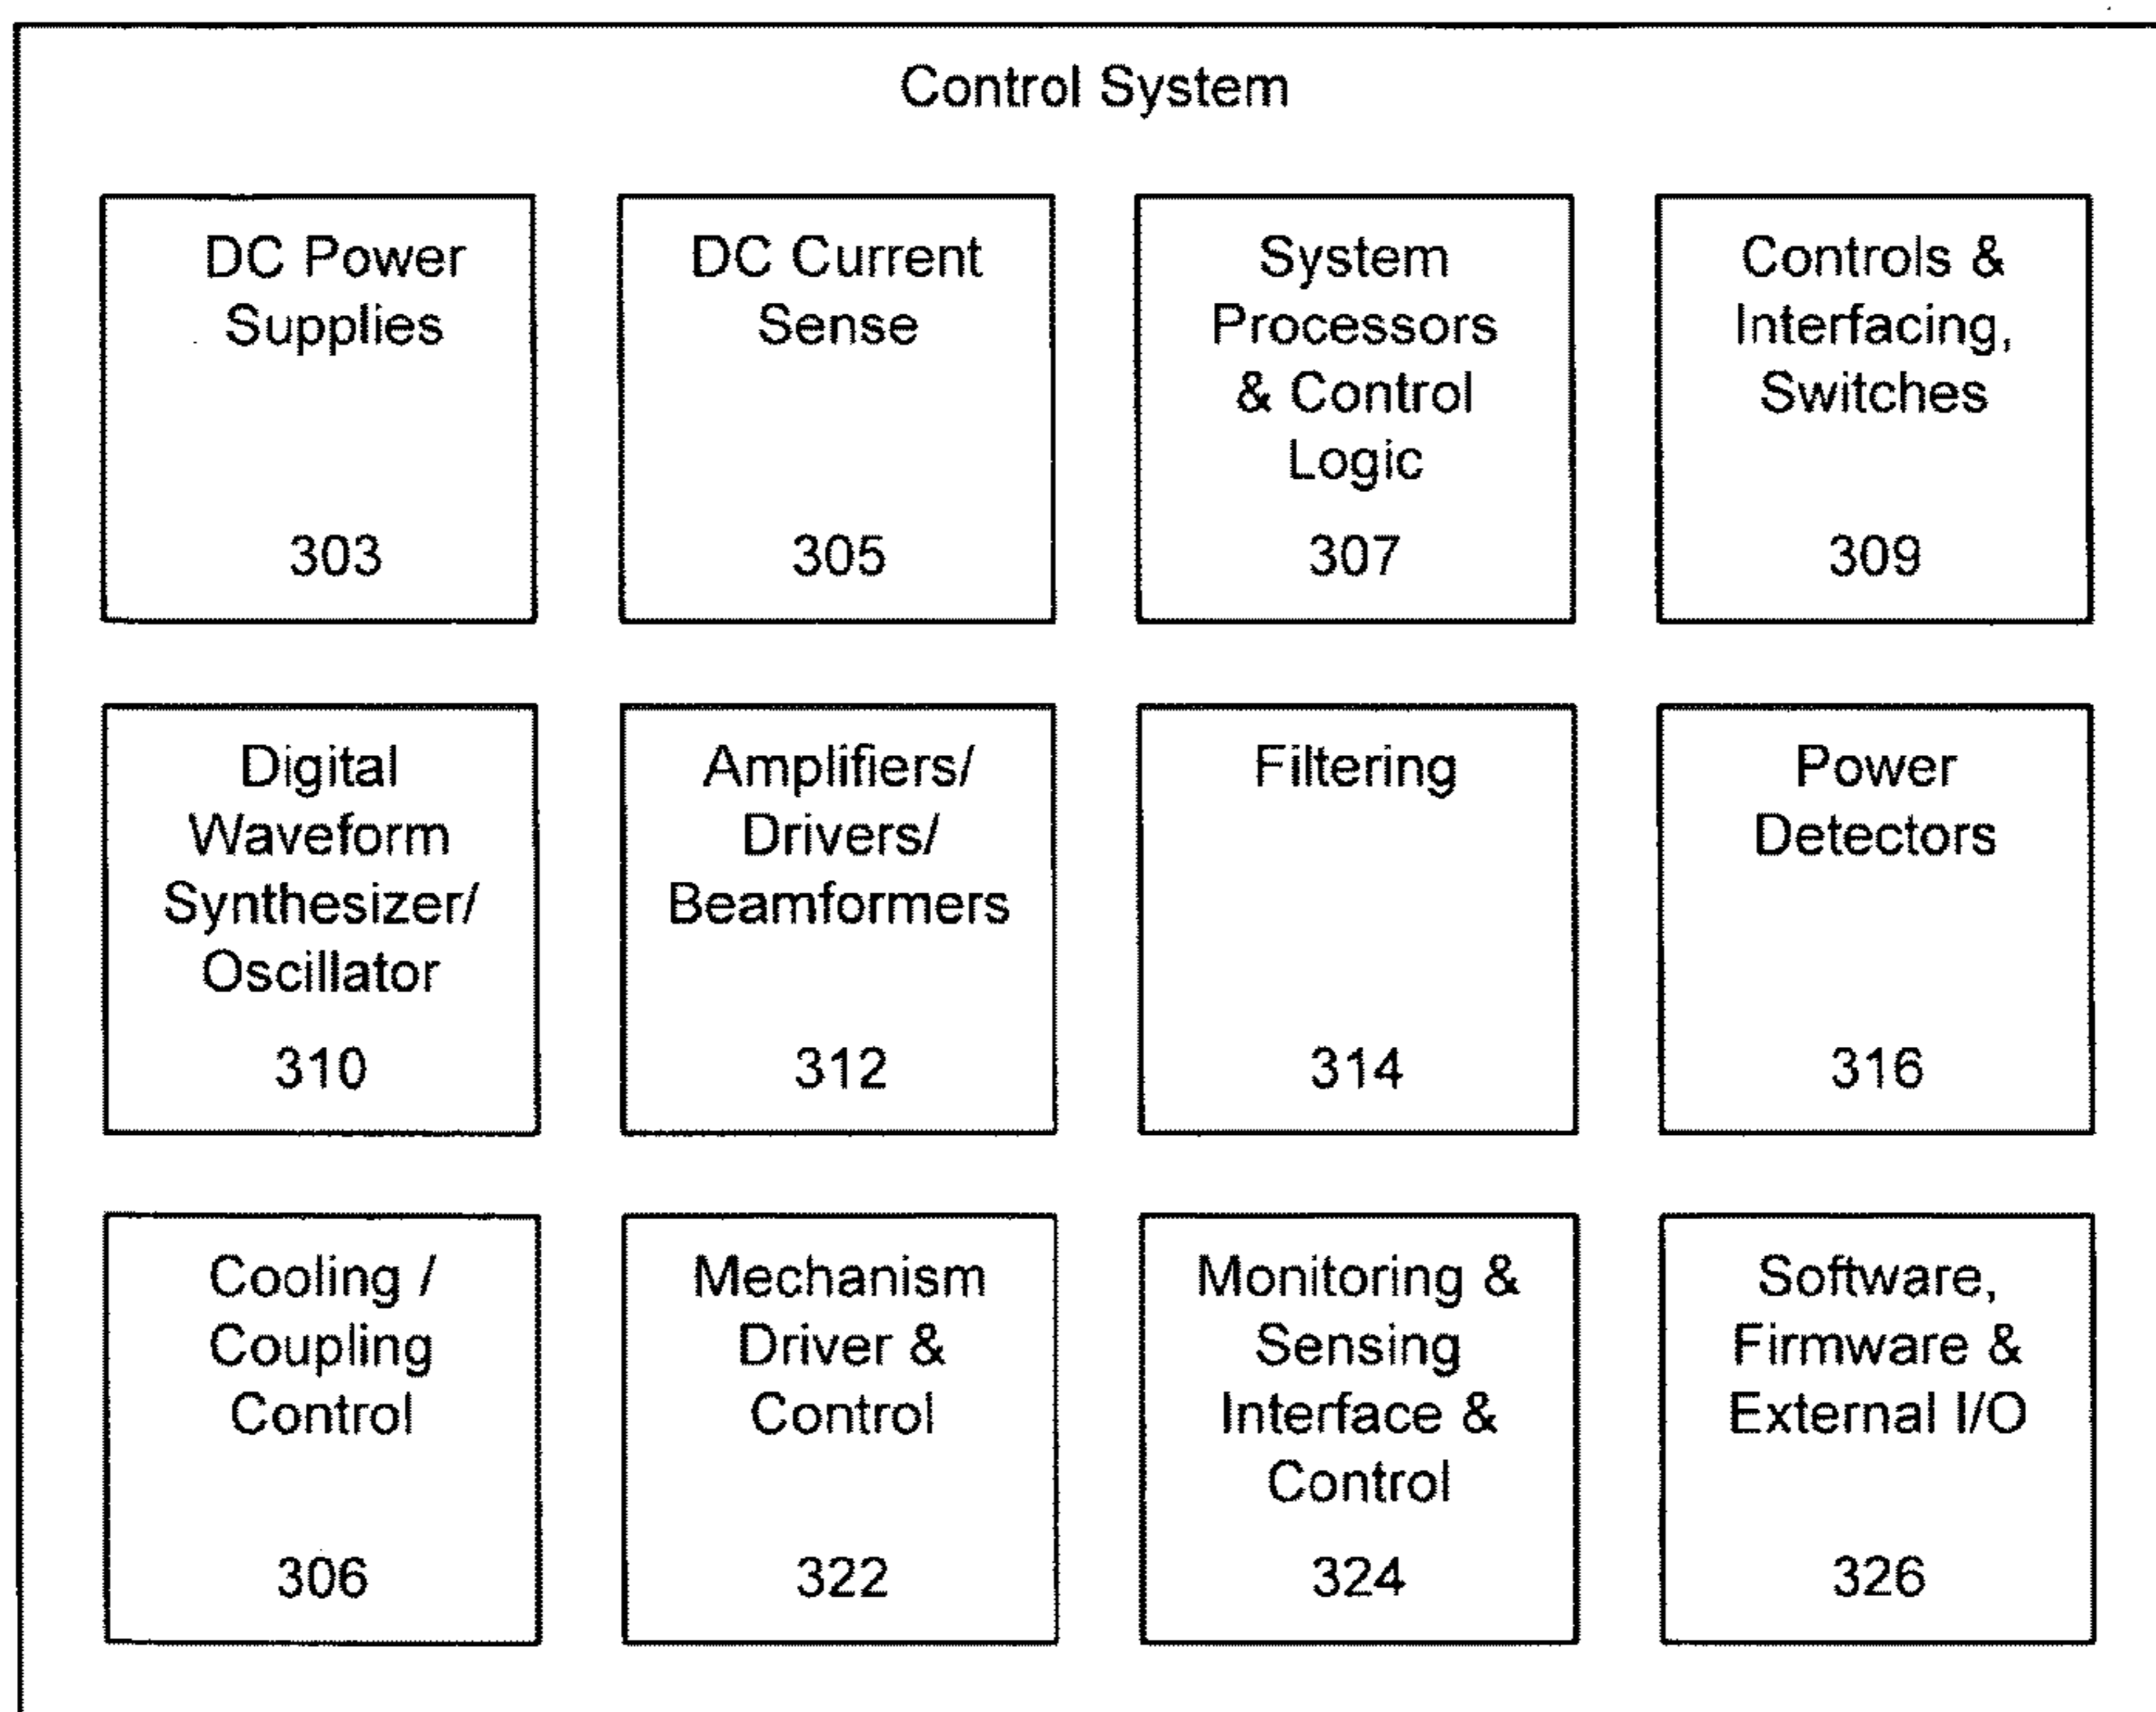 Control System
DC Power
Supplies
303
DC Current
Sense
305
System
Processors
& Control
Logic
307
Controls &
Interfacing,
Switches
309
Digital
Waveform
Synthesizer/
Oscillator
310
Amplifiers/
Drivers/
Beamformers
312
Filtering
314
Power
Detectors
316
Cooling /
Coupling
Control
306
Mechanism
Driver &
Control
322
Monitoring &
Sensing
Interface &
Control
324
Software,
Firmware &
External I/O
326